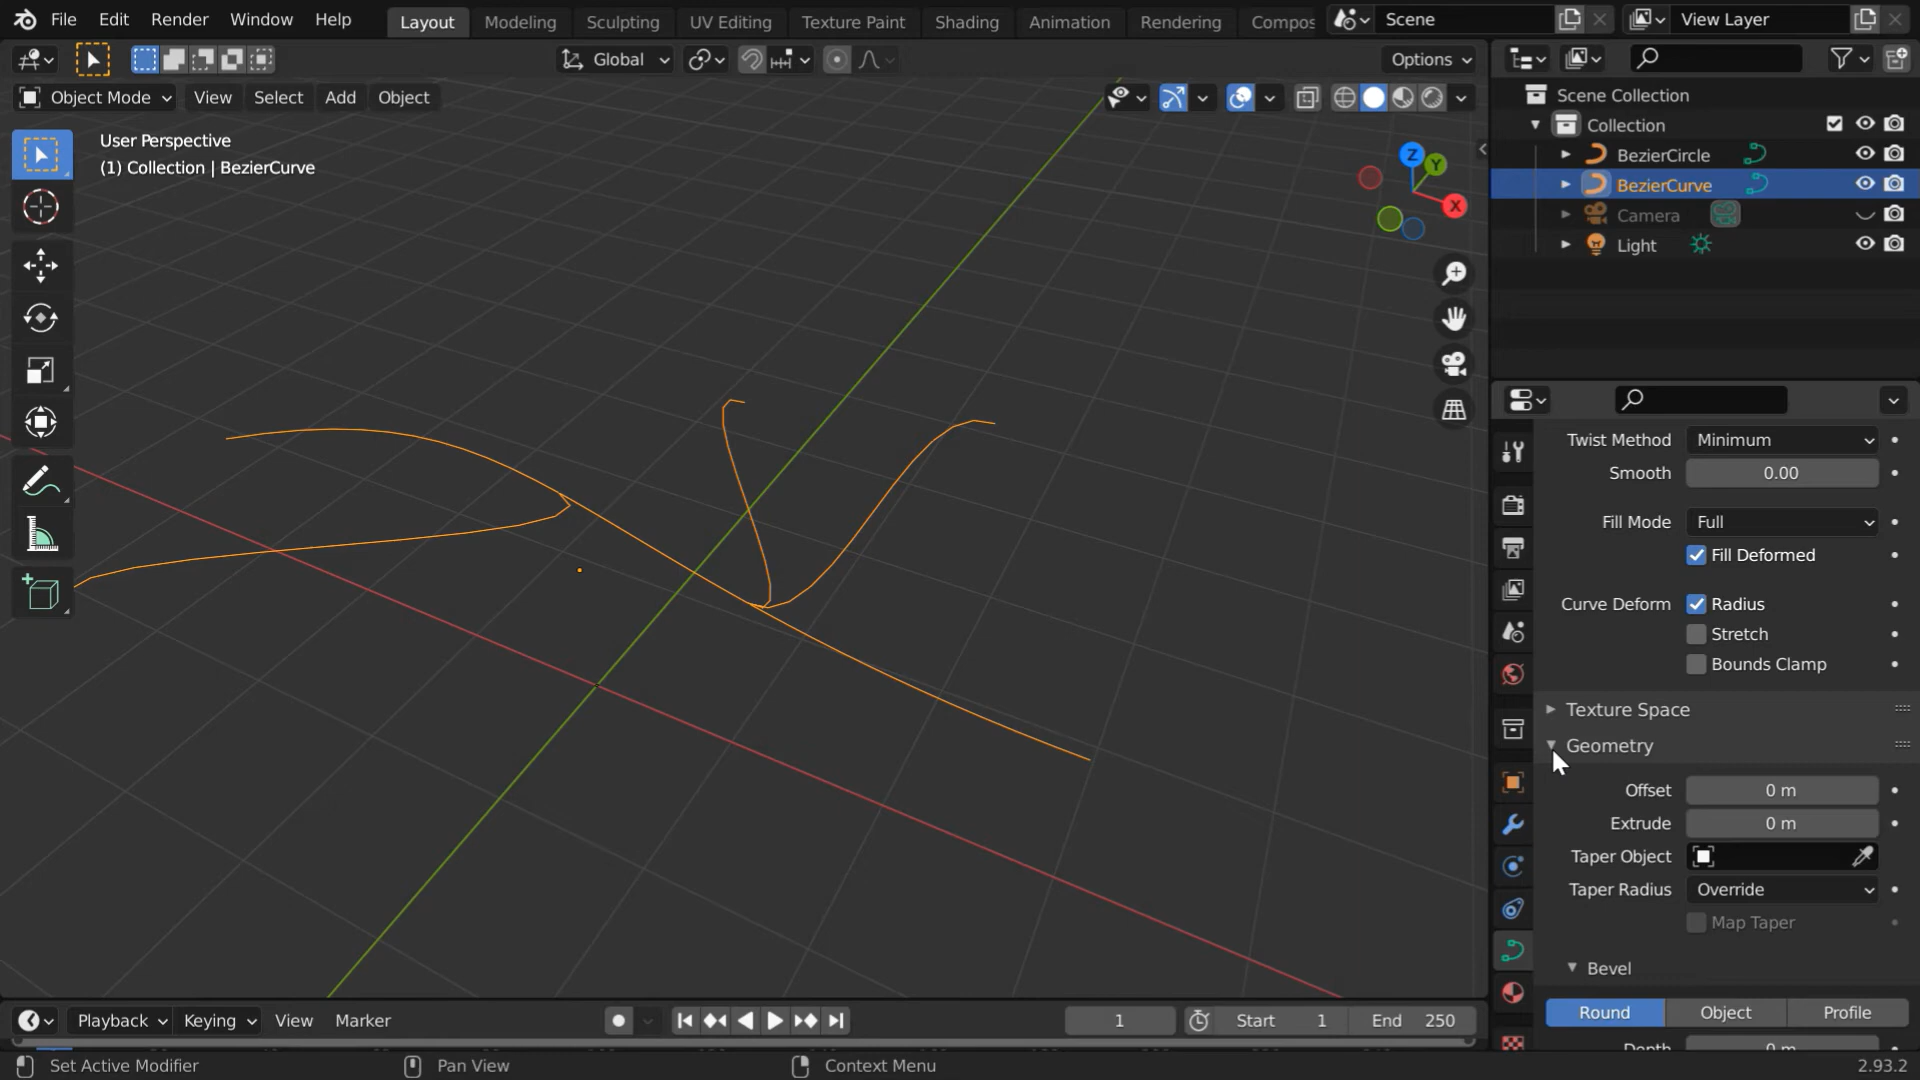 File Edit Render Window Help Layout Modeling Sculpting UV Editing Texture Paint Shading Animation Rendering Compos Scene View Layer
Global Options
Object Mode View Select Add Object
User Perspective
(1) Collection | BezierCurve
Z Y X
Scene Collection
Collection
BezierCircle
BezierCurve
Camera
Light
Twist Method Minimum
Smooth 0.00
Fill Mode Full
Fill Deformed
Curve Deform Radius
Stretch
Bounds Clamp
Texture Space
Geometry
Offset 0 m
Extrude 0 m
Taper Object
Taper Radius Override
Map Taper
Bevel
Round Object Profile
Depth 0 m
Playback Keying View Marker 1 Start 1 End 250
Set Active Modifier Pan View Context Menu 2.93.2